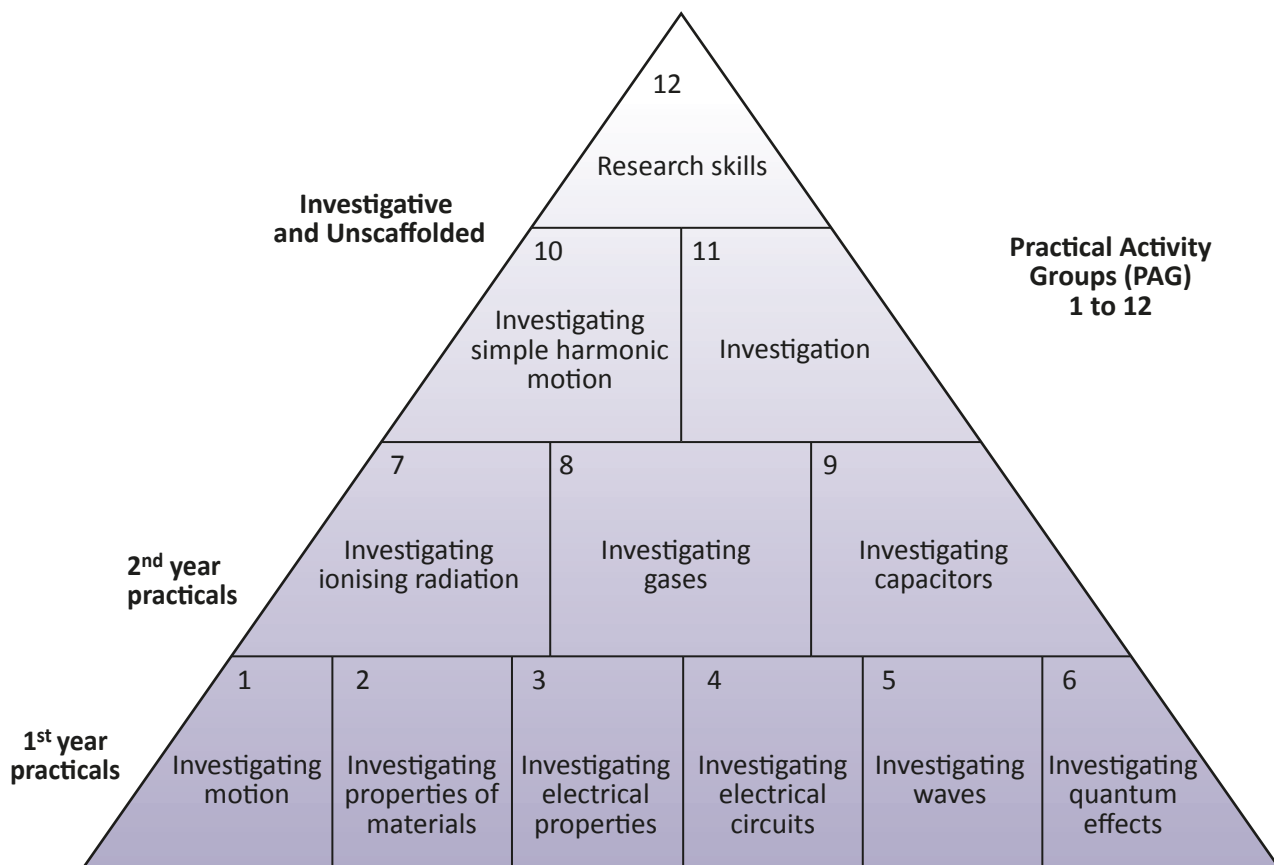 12
Research skills
Investigative
and Unscaffolded
Practical Activity
Groups (PAG)
1 to 12
10
Investigating
simple harmonic
motion
11
Investigation
2nd year
practicals
7
Investigating
ionising radiation
8
Investigating
gases
9
Investigating
capacitors
1st year
practicals
1
Investigating
motion
2
Investigating
properties of
materials
3
Investigating
electrical
properties
4
Investigating
electrical
circuits
5
Investigating
waves
6
Investigating
quantum
effects